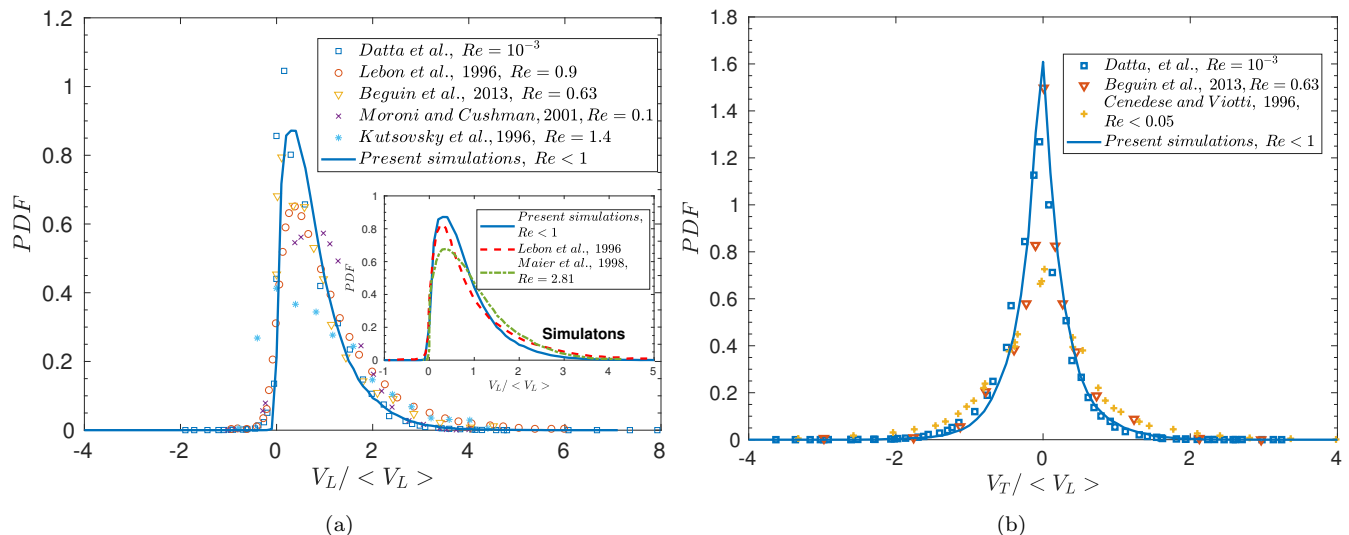 1.2
1
0.8
0.6
0.4
0.2
0
-4
-2
0
2
4
6
8
PDF
V_L/ < V_L >
Datta et al., Re = 10^{-3}
Lebon et al., 1996, Re = 0.9
Beguin et al., 2013, Re = 0.63
Moroni and Cushman, 2001, Re = 0.1
Kutsovsky et al., 1996, Re = 1.4
Present simulations, Re < 1
1
0.8
0.6
0.4
0.2
0
-1
0
1
2
3
4
5
PDF
V_L/ < V_L >
Present simulations,
Re < 1
Lebon et al., 1996
Maier et al., 1998,
Re = 2.81
Simulatons
(a)
1.8
1.6
1.4
1.2
1
0.8
0.6
0.4
0.2
0
-4
-2
0
2
4
PDF
V_T/ < V_L >
Datta, et al., Re = 10^{-3}
Beguin et al., 2013, Re = 0.63
Cenedese and Viotti, 1996,
Re < 0.05
Present simulations, Re < 1
(b)